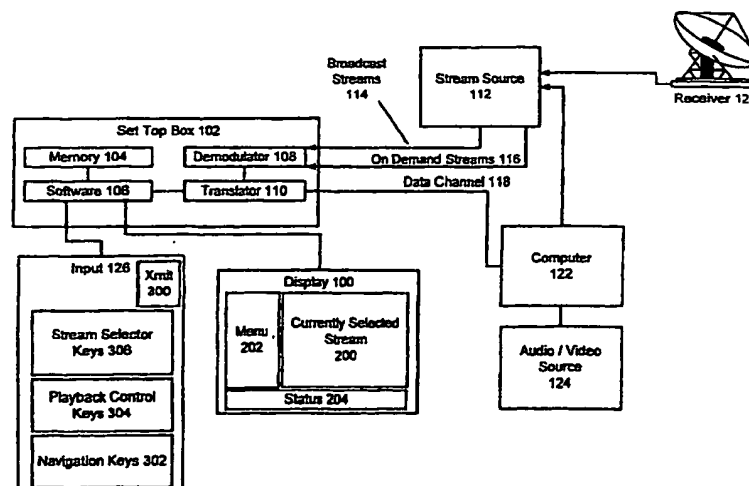 Broadcast
Streams
114
Stream Source
112
Receiver 12
Set Top Box 102
Memory 104
Demodulator 108
On Demand Streams 116
Software 106
Translator 110
Data Channel 118
Input 126
Xmit
300
Stream Selector
Keys 306
Playback Control
Keys 304
Navigation Keys 302
Display 100
Menu
202
Currently Selected
Stream
200
Status 204
Computer
122
Audio / Video
Source
124